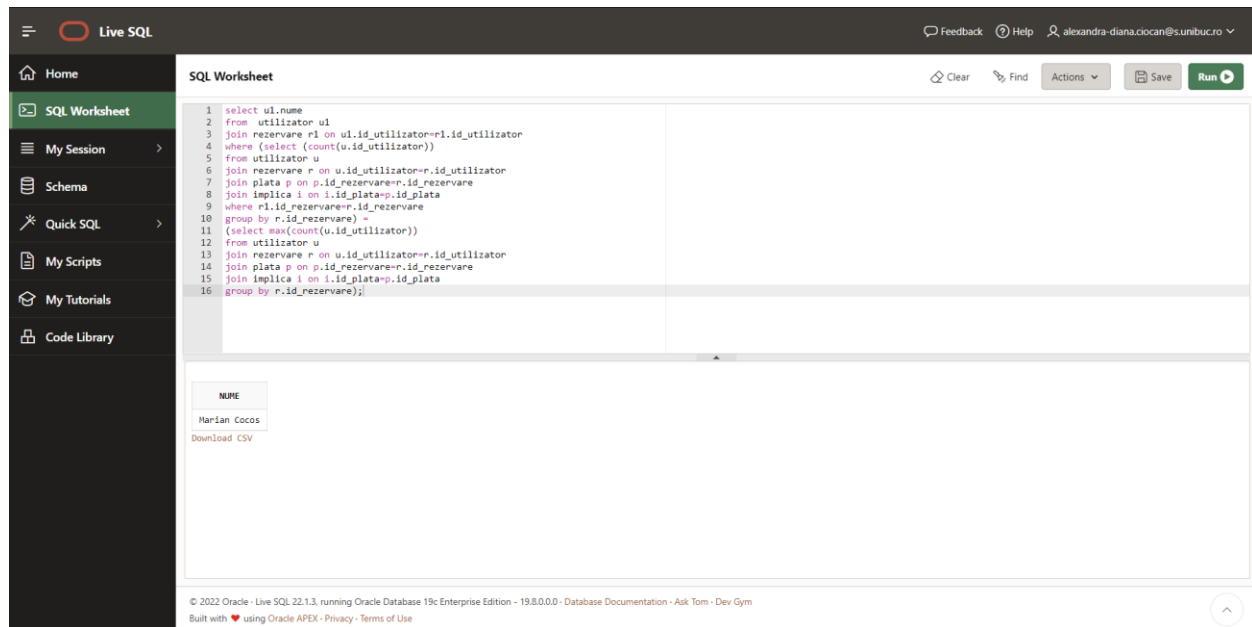 Live SQL
Feedback
Help
alexandra-diana.ciocan@s.unibuc.ro
Home
SQL Worksheet
My Session
Schema
Quick SQL
My Scripts
My Tutorials
Code Library
SQL Worksheet
Clear
Find
Actions
Save
Run
1 select u1.nume
2 from  utilizator u1
3 join rezervare r1 on u1.id_utilizator=r1.id_utilizator
4 where (select (count(u.id_utilizator))
5 from utilizator u
6 join rezervare r on u.id_utilizator=r.id_utilizator
7 join plata p on p.id_rezervare=r.id_rezervare
8 join implica i on i.id_plata=p.id_plata
9 where r1.id_rezervare=r.id_rezervare
10 group by r.id_rezervare) =
11 (select max(count(u.id_utilizator))
12 from utilizator u
13 join rezervare r on u.id_utilizator=r.id_utilizator
14 join plata p on p.id_rezervare=r.id_rezervare
15 join implica i on i.id_plata=p.id_plata
16 group by r.id_rezervare);
NUME
Marian Cocos
Download CSV
© 2022 Oracle · Live SQL 22.1.3, running Oracle Database 19c Enterprise Edition - 19.8.0.0.0 · Database Documentation · Ask Tom · Dev Gym
Built with ❤ using Oracle APEX · Privacy · Terms of Use